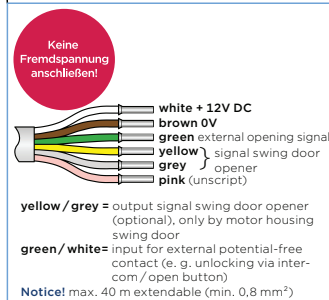 Keine
Fremdspannung
anschließen!
white + 12V DC
brown 0V
green external opening signal
yellow } signal swing door
grey opener
pink (unscript)
yellow / grey = output signal swing door opener
(optional), only by motor housing
swing door
green / white= input for external potential-free
contact (e. g. unlocking via inter-
com / open button)
Notice! max. 40 m extendable (min. 0,8 mm²)